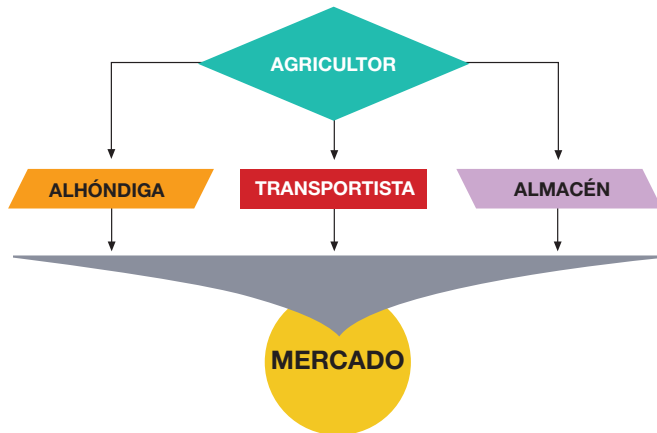 AGRICULTOR
ALHÓNDIGA
TRANSPORTISTA
ALMACÉN
MERCADO